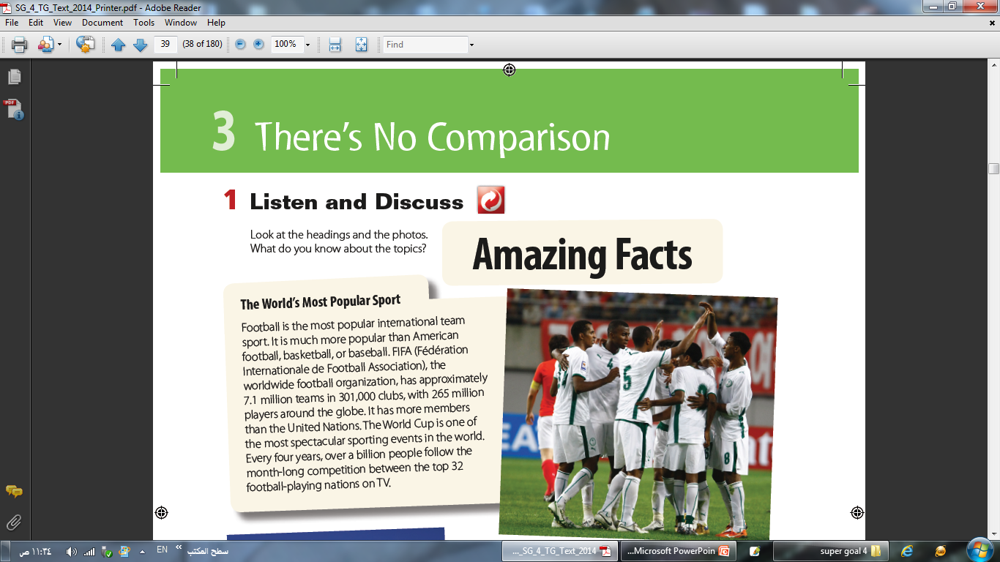 SG_4_TG_Text_2014_Printer.pdf - Adobe Reader
File Edit View Document Tools Window Help
39 (38 of 180) 100% Find
3 There's No Comparison
1 Listen and Discuss
Look at the headings and the photos.
What do you know about the topics?
Amazing Facts
The World's Most Popular Sport
Football is the most popular international team
sport. It is much more popular than American
football, basketball, or baseball. FIFA (Fédération
Internationale de Football Association), the
worldwide football organization, has approximately
7.1 million teams in 301,000 clubs, with 265 million
players around the globe. It has more members
than the United Nations. The World Cup is one of
the most spectacular sporting events in the world.
Every four years, over a billion people follow the
month-long competition between the top 32
football-playing nations on TV.
4
5
8
EA
ص ١١:٣٤ EN » سطح المكتب ..._SG_4_TG_Text_2014 ...Microsoft PowerPoin super goal 4